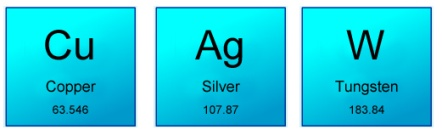 Cu
Copper
63.546
Ag
Silver
107.87
W
Tungsten
183.84